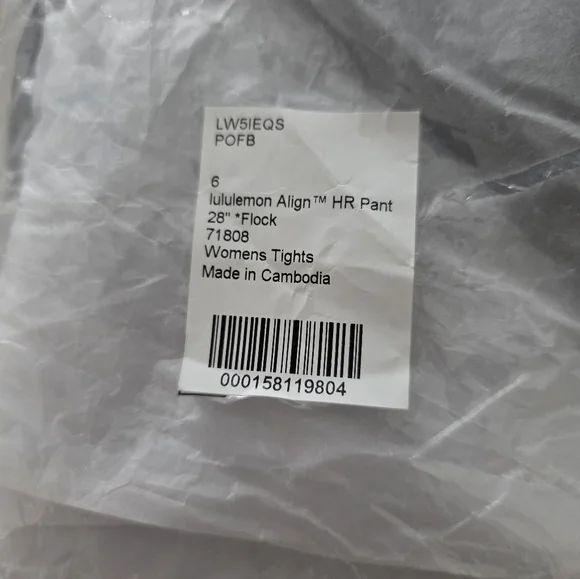 LW5IEQS
POFB
6
lululemon Align™ HR Pant
28" *Flock
71808
Womens Tights
Made in Cambodia
000158119804